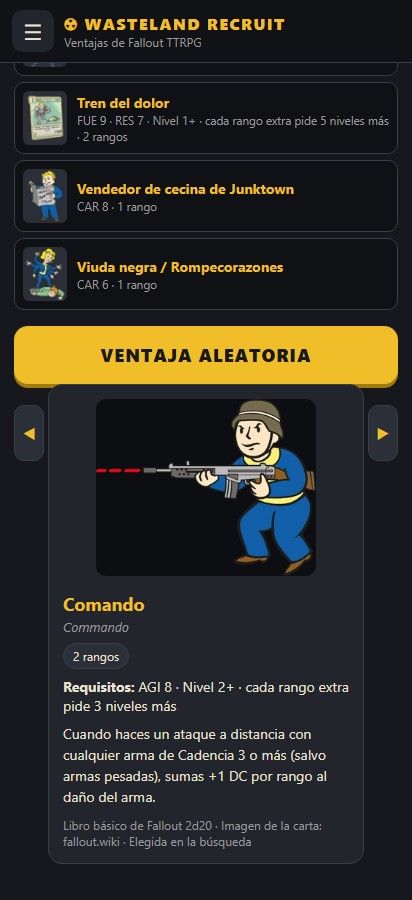 ☰ ☢ WASTELAND RECRUIT
Ventajas de Fallout TTRPG
Tren del dolor
FUE 9 · RES 7 · Nivel 1+ · cada rango extra pide 5 niveles más
· 2 rangos
Vendedor de cecina de Junktown
CAR 8 · 1 rango
Viuda negra / Rompecorazones
CAR 6 · 1 rango
VENTAJA ALEATORIA
◀ ▶
Comando
Commando
2 rangos
Requisitos: AGI 8 · Nivel 2+ · cada rango extra
pide 3 niveles más
Cuando haces un ataque a distancia con
cualquier arma de Cadencia 3 o más (salvo
armas pesadas), sumas +1 DC por rango al
daño del arma.
Libro básico de Fallout 2d20 · Imagen de la carta:
fallout.wiki · Elegida en la búsqueda